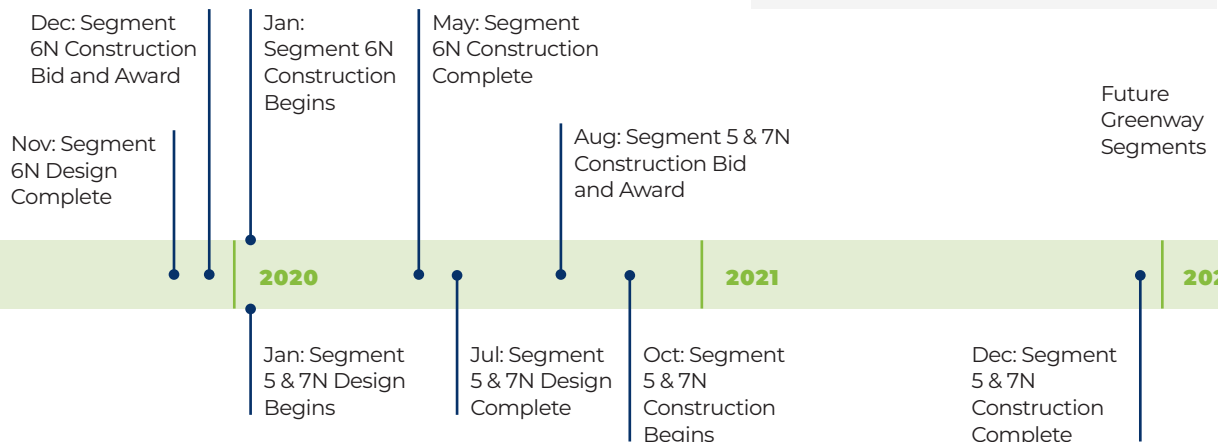 Dec: Segment
6N Construction
Bid and Award
Jan:
Segment 6N
Construction
Begins
May: Segment
6N Construction
Complete
Future
Greenway
Segments
Nov: Segment
6N Design
Complete
Aug: Segment 5 & 7N
Construction Bid
and Award
2020
2021
Jan: Segment
5 & 7N Design
Begins
Jul: Segment
5 & 7N Design
Complete
Oct: Segment
5 & 7N
Construction
Begins
Dec: Segment
5 & 7N
Construction
Complete